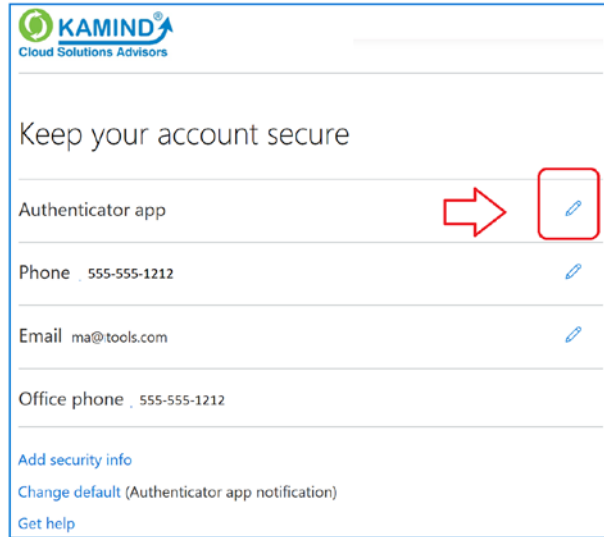 KAMIND®
Cloud Solutions Advisors
Keep your account secure
Authenticator app
Phone 555-555-1212
Email ma@itools.com
Office phone 555-555-1212
Add security info
Change default (Authenticator app notification)
Get help